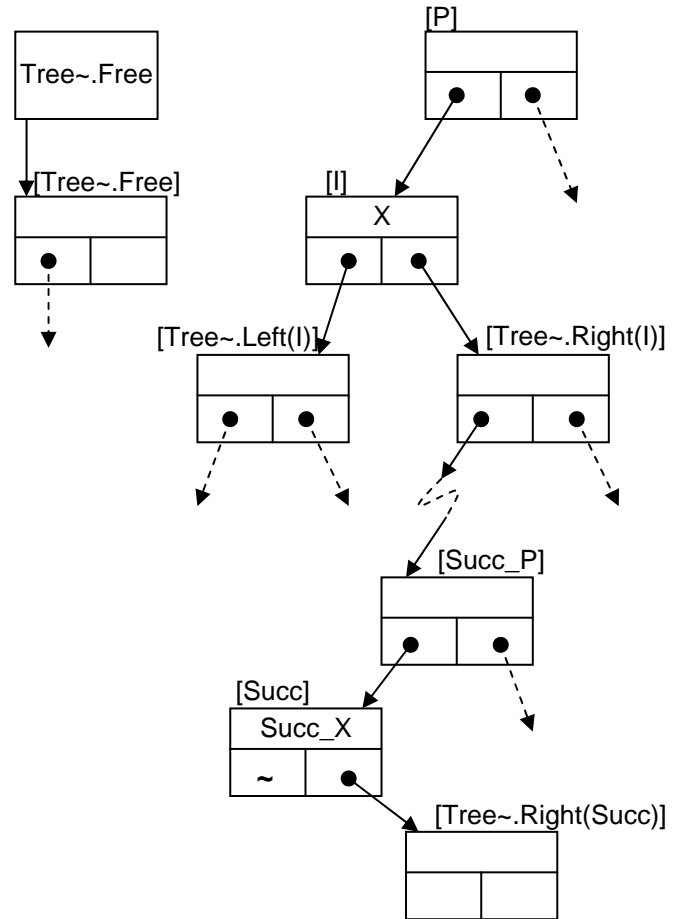 [P]
Tree~.Free
[Tree~.Free]
[I]
X
[Tree~.Left(I)]
[Tree~.Right(I)]
[Succ_P]
[Succ]
Succ_X
~
[Tree~.Right(Succ)]